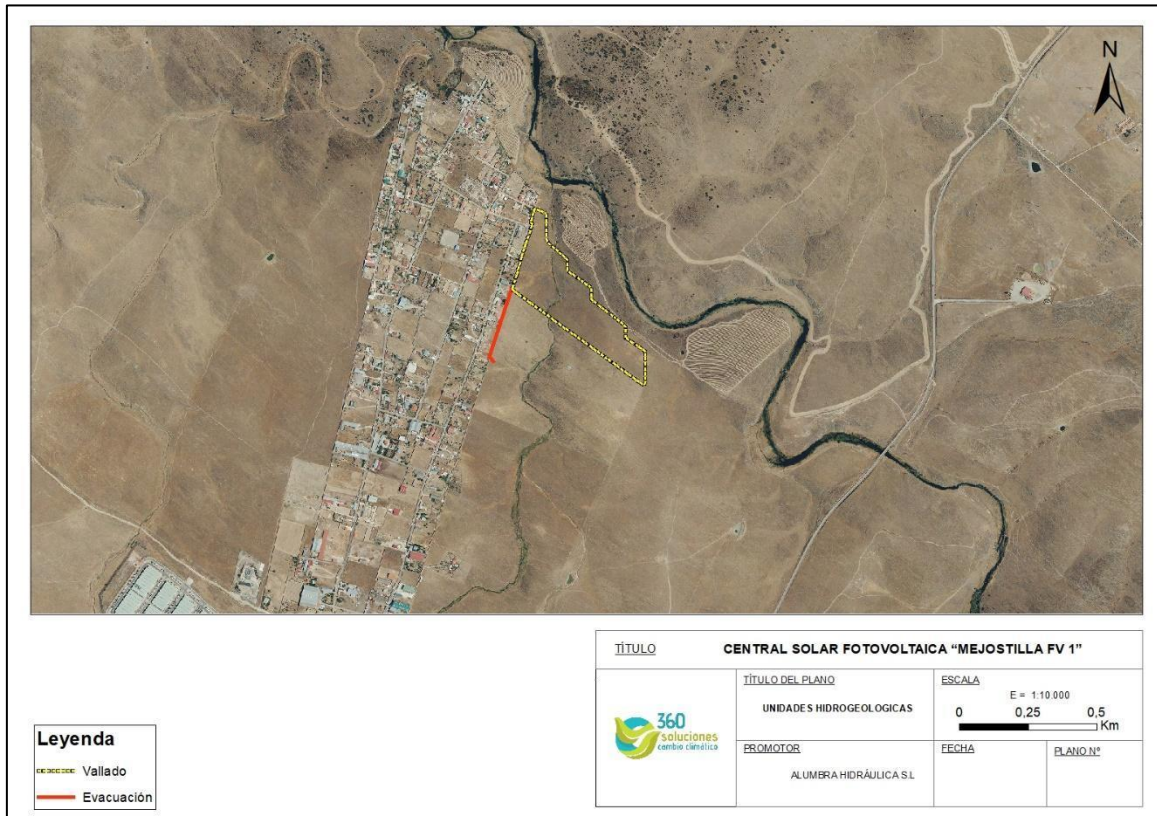 N
TÍTULO
CENTRAL SOLAR FOTOVOLTAICA “MEJOSTILLA FV 1”
360
soluciones
cambio climático
TÍTULO DEL PLANO
UNIDADES HIDROGEOLOGICAS
ESCALA
E = 1:10.000
0 0,25 0,5
Km
PROMOTOR
ALUMBRA HIDRÁULICA S.L
FECHA
PLANO Nº
Leyenda
Vallado
Evacuación